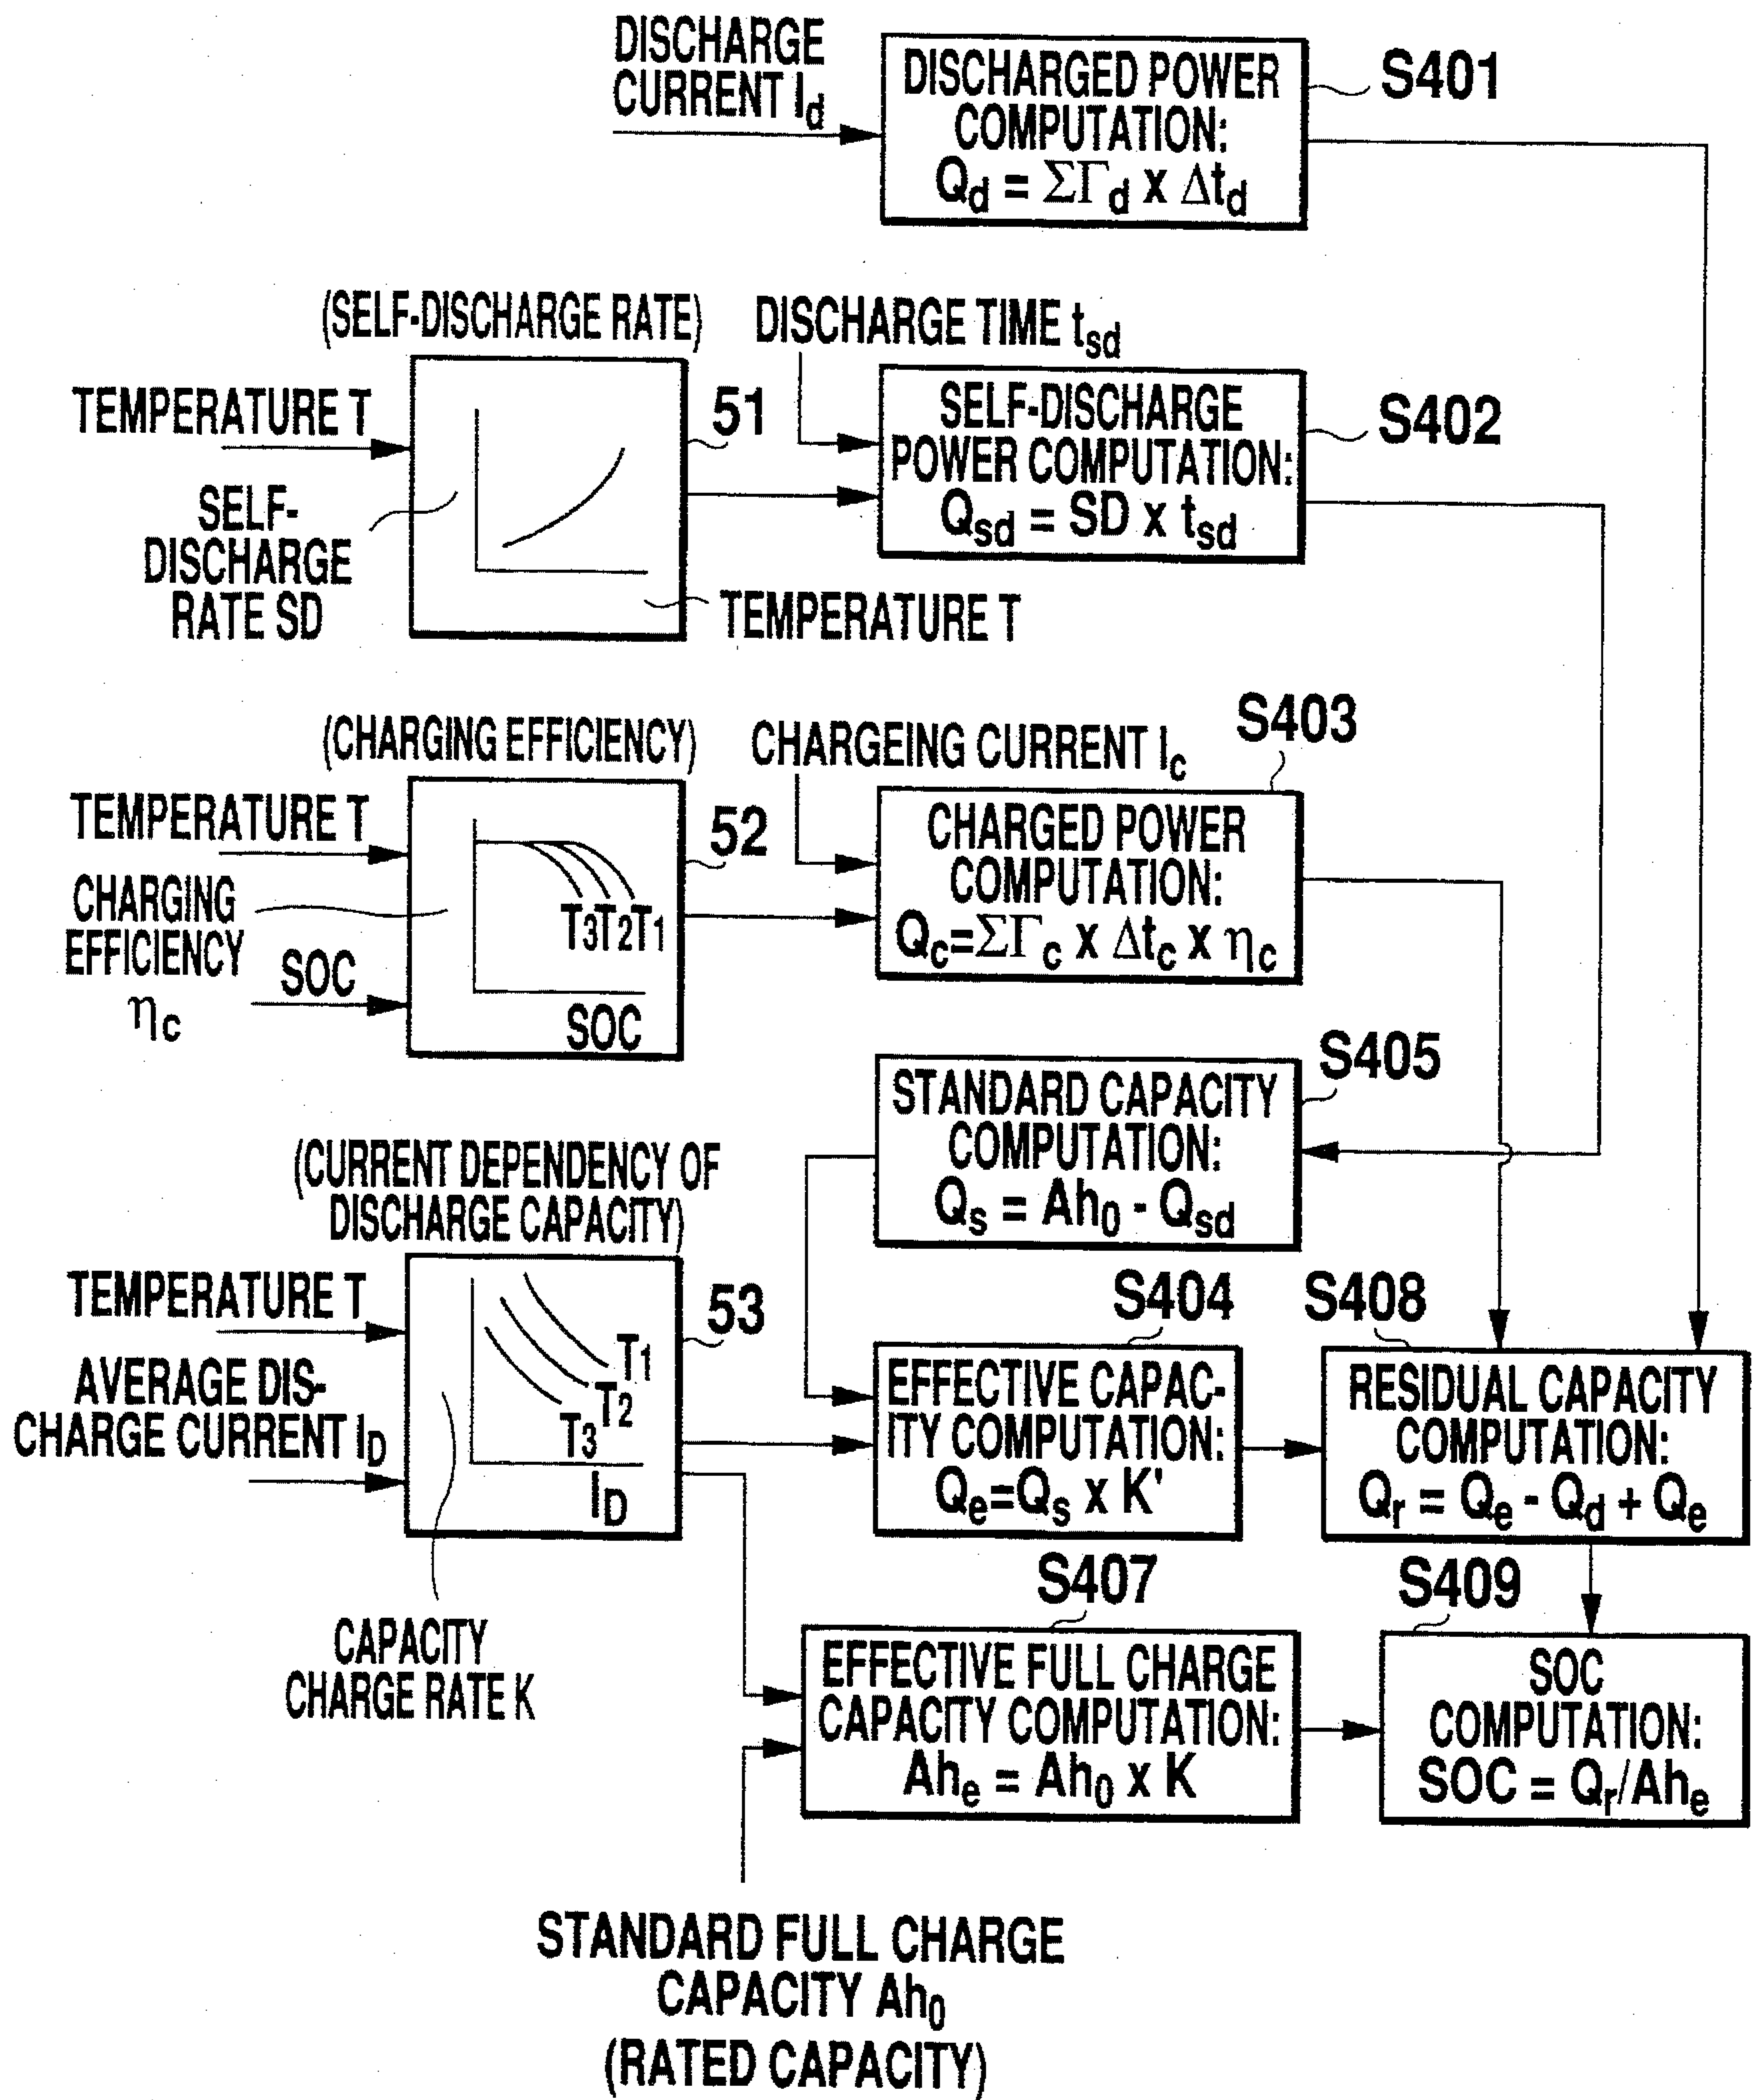 DISCHARGE
CURRENT Id
DISCHARGED POWER
COMPUTATION:
Qd = ΣΓd x Δtd
S401
(SELF-DISCHARGE RATE)
DISCHARGE TIME tsd
TEMPERATURE T
51
SELF-
DISCHARGE
RATE SD
TEMPERATURE T
SELF-DISCHARGE
POWER COMPUTATION:
Qsd = SD x tsd
S402
(CHARGING EFFICIENCY)
CHARGEING CURRENT Ic
S403
TEMPERATURE T
52
CHARGING
EFFICIENCY
ηc
SOC
T3T2T1
SOC
CHARGED POWER
COMPUTATION:
Qc=ΣΓc x Δtc x ηc
S405
STANDARD CAPACITY
COMPUTATION:
Qs = Ah0 - Qsd
(CURRENT DEPENDENCY OF
DISCHARGE CAPACITY)
TEMPERATURE T
53
AVERAGE DIS-
CHARGE CURRENT ID
T1
T2
T3
ID
CAPACITY
CHARGE RATE K
S404
EFFECTIVE CAPAC-
ITY COMPUTATION:
Qe=Qs x K'
S408
RESIDUAL CAPACITY
COMPUTATION:
Qr = Qe - Qd + Qe
S407
EFFECTIVE FULL CHARGE
CAPACITY COMPUTATION:
Ahe = Ah0 x K
S409
SOC
COMPUTATION:
SOC = Qr/Ahe
STANDARD FULL CHARGE
CAPACITY Ah0
(RATED CAPACITY)